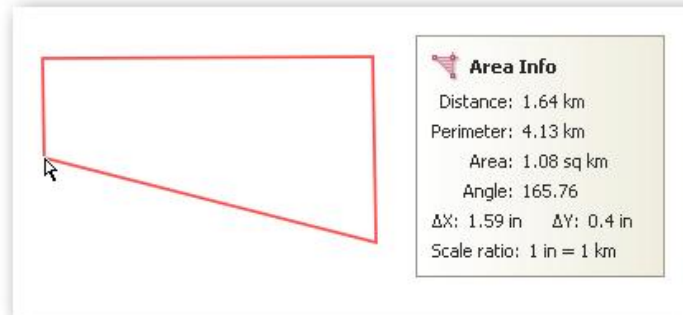 Area Info
Distance: 1.64 km
Perimeter: 4.13 km
Area: 1.08 sq km
Angle: 165.76
ΔX: 1.59 in ΔY: 0.4 in
Scale ratio: 1 in = 1 km